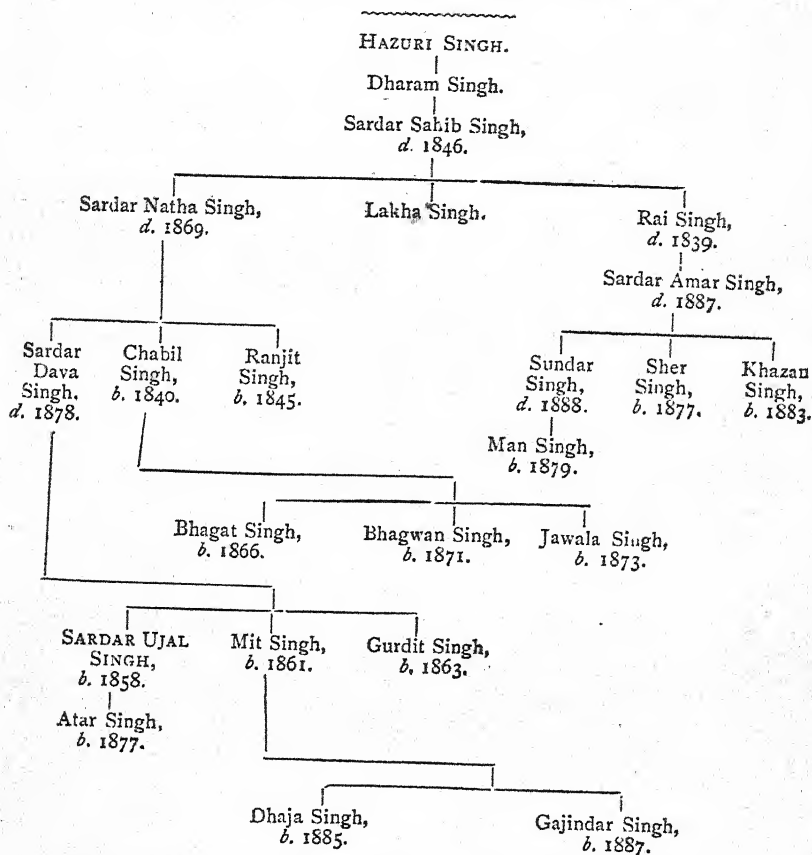 HAZURI SINGH.
Dharam Singh.
Sardar Sahib Singh,
d. 1846.
Sardar Natha Singh,
d. 1869.
Lakha Singh.
Rai Singh,
d. 1839.
Sardar Amar Singh,
d. 1887.
Sardar
Dava
Singh.
d. 1878.
Chabil
Singh,
b. 1840.
Ranjit
Singh,
b. 1845.
Sundar
Singh,
d. 1888.
Sher
Singh,
b. 1877.
Khazan
Singh,
b. 1883.
Man Singh,
b. 1879.
Bhagat Singh,
b. 1866.
Bhagwan Singh,
b. 1871.
Jawala Singh,
b. 1873.
SARDAR UJAL
SINGH,
b. 1858.
Mit Singh,
b. 1861.
Gurdit Singh,
b. 1863.
Atar Singh,
b. 1877.
Dhaja Singh,
b. 1885.
Gajindar Singh,
b. 1887.